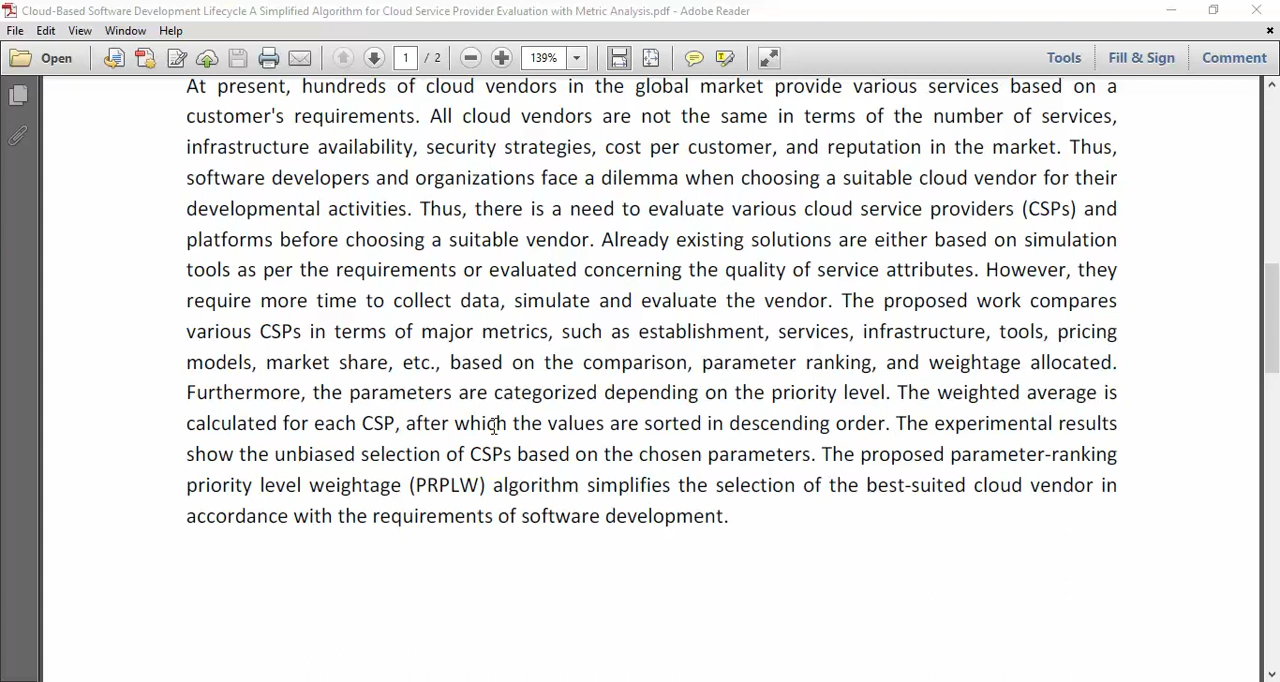 Cloud-Based Software Development Lifecycle A Simplified Algorithm for Cloud Service Provider Evaluation with Metric Analysis.pdf - Adobe Reader
File Edit View Window Help
Open 1 / 2 139% Tools Fill & Sign Comment
At present, hundreds of cloud vendors in the global market provide various services based on a
customer's requirements. All cloud vendors are not the same in terms of the number of services,
infrastructure availability, security strategies, cost per customer, and reputation in the market. Thus,
software developers and organizations face a dilemma when choosing a suitable cloud vendor for their
developmental activities. Thus, there is a need to evaluate various cloud service providers (CSPs) and
platforms before choosing a suitable vendor. Already existing solutions are either based on simulation
tools as per the requirements or evaluated concerning the quality of service attributes. However, they
require more time to collect data, simulate and evaluate the vendor. The proposed work compares
various CSPs in terms of major metrics, such as establishment, services, infrastructure, tools, pricing
models, market share, etc., based on the comparison, parameter ranking, and weightage allocated.
Furthermore, the parameters are categorized depending on the priority level. The weighted average is
calculated for each CSP, after which the values are sorted in descending order. The experimental results
show the unbiased selection of CSPs based on the chosen parameters. The proposed parameter-ranking
priority level weightage (PRPLW) algorithm simplifies the selection of the best-suited cloud vendor in
accordance with the requirements of software development.